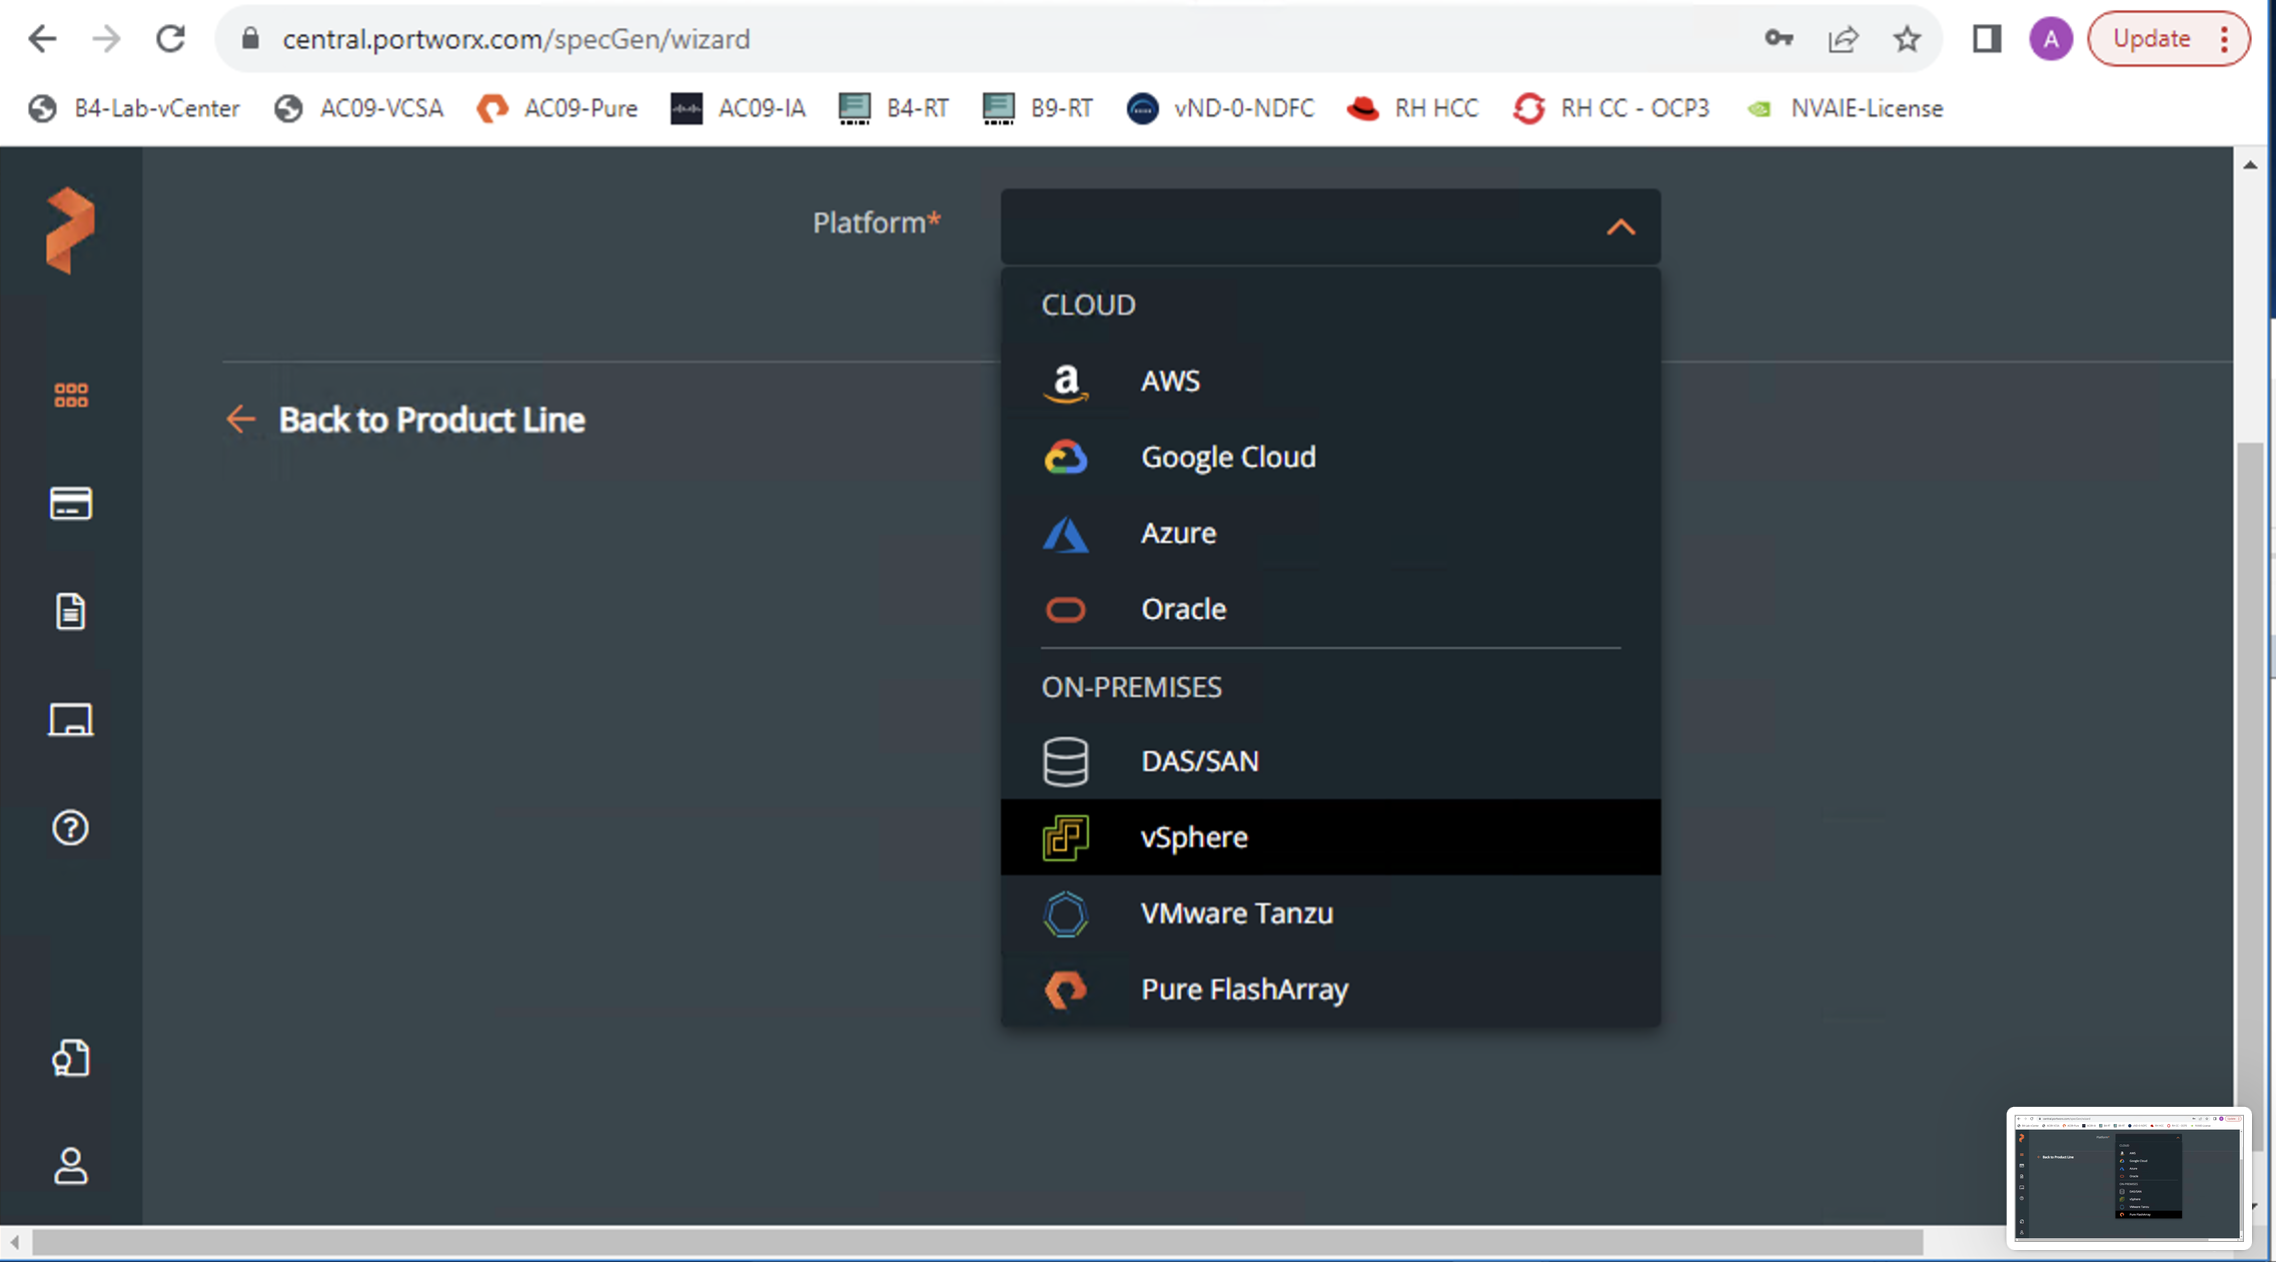 central.portworx.com/specGen/wizard
A
Update
B4-Lab-vCenter
AC09-VCSA
AC09-Pure
AC09-IA
B4-RT
B9-RT
vND-0-NDFC
RH HCC
RH CC - OCP3
NVAIE-License
Platform*
CLOUD
AWS
Back to Product Line
Google Cloud
Azure
Oracle
ON-PREMISES
DAS/SAN
vSphere
VMware Tanzu
Pure FlashArray